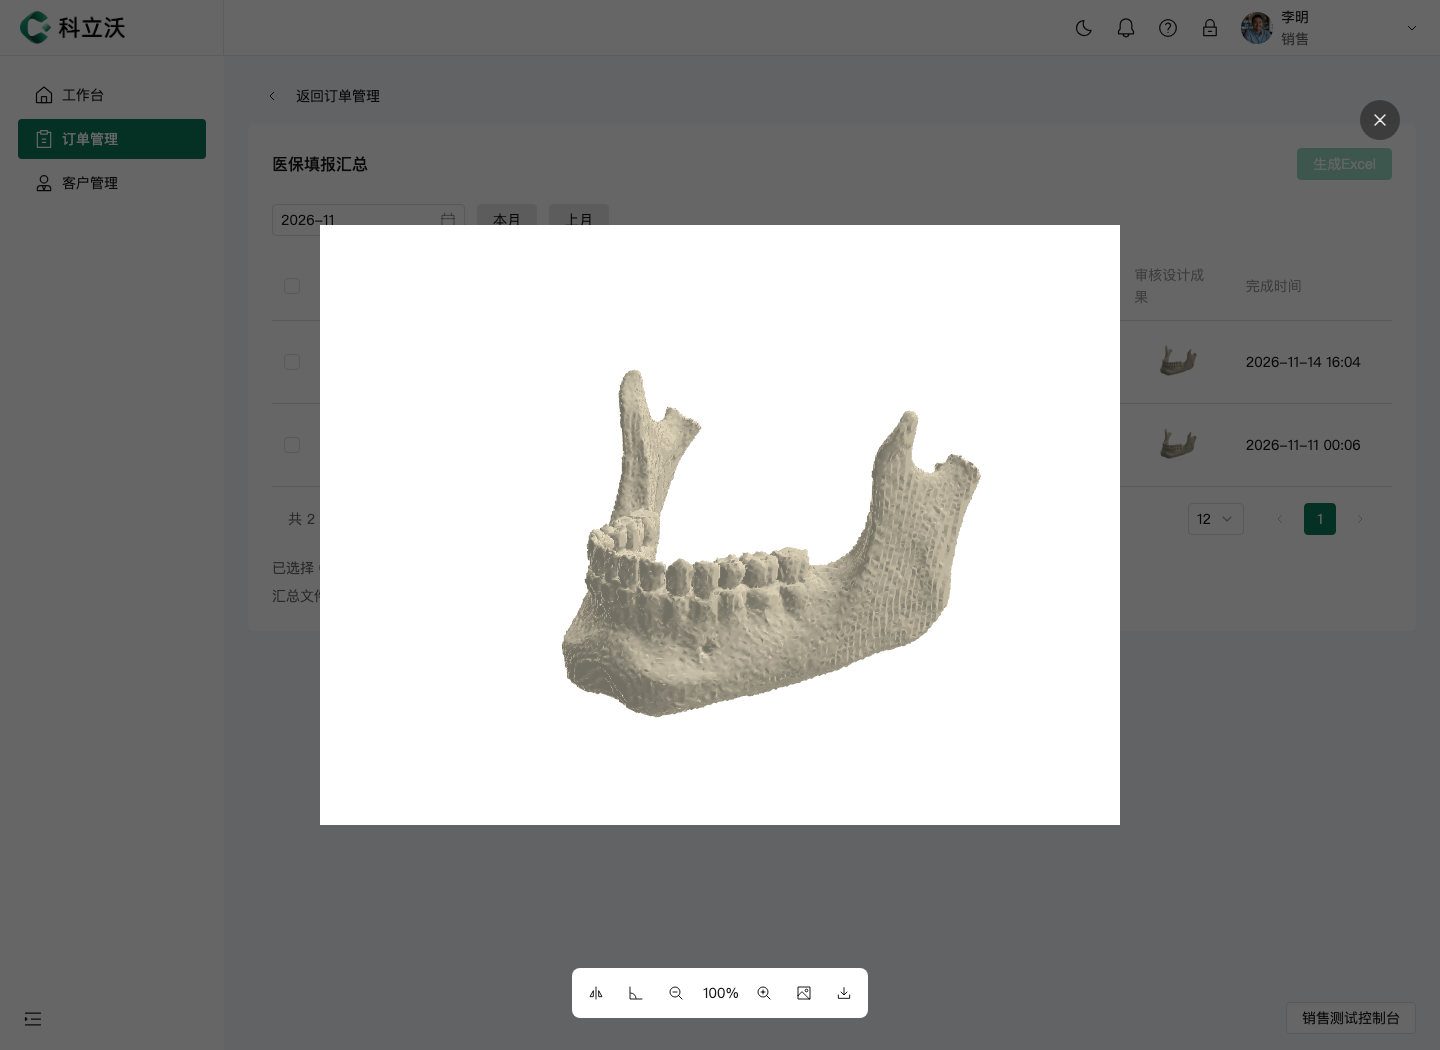 科立沃
李明
销售
工作台
订单管理
客户管理
返回订单管理
医保填报汇总
生成Excel
2026-11
本月
上月
审核设计成
果
完成时间
2026-11-14 16:04
2026-11-11 00:06
共 2
12
1
已选择
汇总文件
100%
销售测试控制台